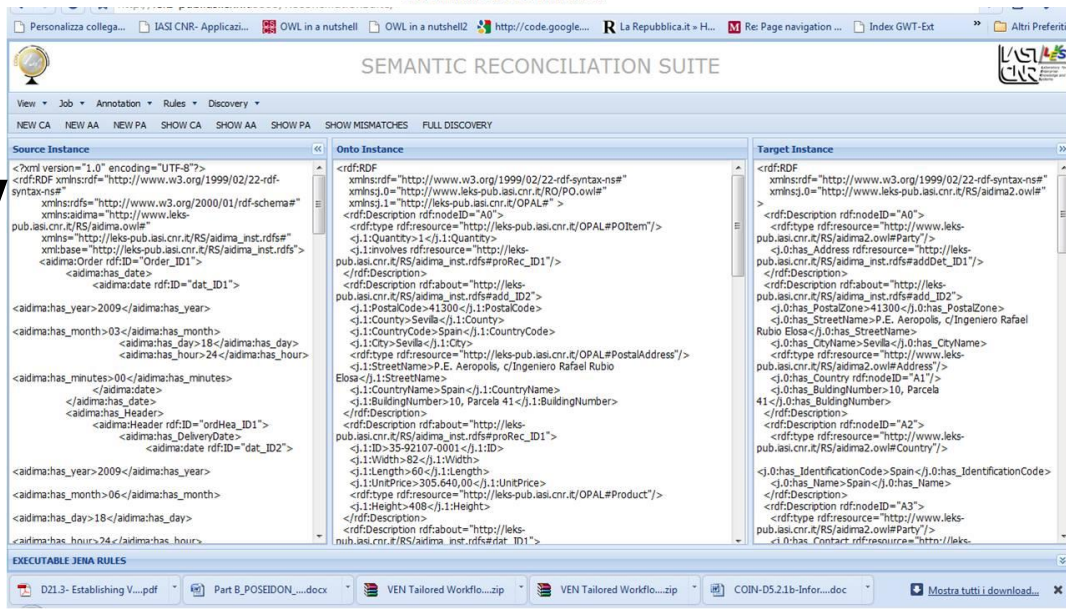 Personalizza collega... IASI CNR- Applicazi... OWL in a nutshell OWL in a nutshell2 http://code.google.... La Repubblica.it » H... Re: Page navigation ... Index GWT-Ext » Altri Preferiti
SEMANTIC RECONCILIATION SUITE
IASI CNR LEKS
View Job Annotation Rules Discovery
NEW CA NEW AA NEW PA SHOW CA SHOW AA SHOW PA SHOW MISMATCHES FULL DISCOVERY
Source Instance
<?xml version="1.0" encoding="UTF-8"?>
<rdf:RDF xmlns:rdf="http://www.w3.org/1999/02/22-rdf-
syntax-ns#"
xmlns:rdfs="http://www.w3.org/2000/01/rdf-schema#"
xmlns:aidima="http://www.leks-
pub.iasi.cnr.it/RS/aidima.owl#"
xmlns="http://leks-pub.iasi.cnr.it/RS/aidima_inst.rdfs#"
xml:base="http://leks-pub.iasi.cnr.it/RS/aidima_inst.rdfs">
<aidima:Order rdf:ID="Order_ID1">
<aidima:has_date>
<aidima:date rdf:ID="dat_ID1">
<aidima:has_year>2009</aidima:has_year>
<aidima:has_month>03</aidima:has_month>
<aidima:has_day>18</aidima:has_day>
<aidima:has_hour>24</aidima:has_hour>
<aidima:has_minutes>00</aidima:has_minutes>
</aidima:date>
</aidima:has_date>
<aidima:has_Header>
<aidima:Header rdf:ID="ordHea_ID1">
<aidima:has_DeliveryDate>
<aidima:date rdf:ID="dat_ID2">
<aidima:has_year>2009</aidima:has_year>
<aidima:has_month>06</aidima:has_month>
<aidima:has_day>18</aidima:has_day>
<aidima:has_hour>24</aidima:has_hour>
Onto Instance
<rdf:RDF
xmlns:rdf="http://www.w3.org/1999/02/22-rdf-syntax-ns#"
xmlns:j.0="http://www.leks-pub.iasi.cnr.it/RO/PO.owl#"
xmlns:j.1="http://leks-pub.iasi.cnr.it/OPAL#" >
<rdf:Description rdf:nodeID="A0">
<rdf:type rdf:resource="http://leks-pub.iasi.cnr.it/OPAL#POItem"/>
<j.1:Quantity>1</j.1:Quantity>
<j.1:involves rdf:resource="http://leks-
pub.iasi.cnr.it/RS/aidima_inst.rdfs#proRec_ID1"/>
</rdf:Description>
<rdf:Description rdf:about="http://leks-
pub.iasi.cnr.it/RS/aidima_inst.rdfs#add_ID2">
<j.1:PostalCode>41300</j.1:PostalCode>
<j.1:County>Sevilla</j.1:County>
<j.1:CountryCode>Spain</j.1:CountryCode>
<j.1:City>Sevilla</j.1:City>
<rdf:type rdf:resource="http://leks-pub.iasi.cnr.it/OPAL#PostalAddress"/>
<j.1:StreetName>P.E. Aeropolis, c/Ingeniero Rafael Rubio
Elosa</j.1:StreetName>
<j.1:CountryName>Spain</j.1:CountryName>
<j.1:BuildingNumber>10, Parcela 41</j.1:BuildingNumber>
</rdf:Description>
<rdf:Description rdf:about="http://leks-
pub.iasi.cnr.it/RS/aidima_inst.rdfs#proRec_ID1">
<j.1:ID>35-92107-0001</j.1:ID>
<j.1:Width>82</j.1:Width>
<j.1:Length>60</j.1:Length>
<j.1:UnitPrice>305.640,00</j.1:UnitPrice>
<rdf:type rdf:resource="http://leks-pub.iasi.cnr.it/OPAL#Product"/>
<j.1:Height>408</j.1:Height>
</rdf:Description>
<rdf:Description rdf:about="http://leks-
pub.iasi.cnr.it/RS/aidima_inst.rdfs#dat_ID1">
Target Instance
<rdf:RDF
xmlns:rdf="http://www.w3.org/1999/02/22-rdf-syntax-ns#"
xmlns:j.0="http://www.leks-pub.iasi.cnr.it/RS/aidima2.owl#"
>
<rdf:Description rdf:nodeID="A0">
<rdf:type rdf:resource="http://www.leks-
pub.iasi.cnr.it/RS/aidima2.owl#Party"/>
<j.0:has_Address rdf:resource="http://leks-
pub.iasi.cnr.it/RS/aidima_inst.rdfs#addDet_ID1"/>
</rdf:Description>
<rdf:Description rdf:about="http://leks-
pub.iasi.cnr.it/RS/aidima_inst.rdfs#add_ID2">
<j.0:has_PostalZone>41300</j.0:has_PostalZone>
<j.0:has_StreetName>P.E. Aeropolis, c/Ingeniero Rafael
Rubio Elosa</j.0:has_StreetName>
<j.0:has_CityName>Sevilla</j.0:has_CityName>
<rdf:type rdf:resource="http://www.leks-
pub.iasi.cnr.it/RS/aidima2.owl#Address"/>
<j.0:has_Country rdf:nodeID="A1"/>
<j.0:has_BuldingNumber>10, Parcela
41</j.0:has_BuldingNumber>
</rdf:Description>
<rdf:Description rdf:nodeID="A2">
<rdf:type rdf:resource="http://www.leks-
pub.iasi.cnr.it/RS/aidima2.owl#Country"/>
<j.0:has_IdentificationCode>Spain</j.0:has_IdentificationCode>
<j.0:has_Name>Spain</j.0:has_Name>
</rdf:Description>
<rdf:Description rdf:nodeID="A3">
<rdf:type rdf:resource="http://www.leks-
pub.iasi.cnr.it/RS/aidima2.owl#Party"/>
<j.0:has_Contact rdf:resource="http://leks-
EXECUTABLE JENA RULES
D21.3- Establishing V....pdf Part B_POSEIDON_....docx VEN Tailored Workflo....zip VEN Tailored Workflo....zip COIN-D5.2.1b-Infor....doc Mostra tutti i download...